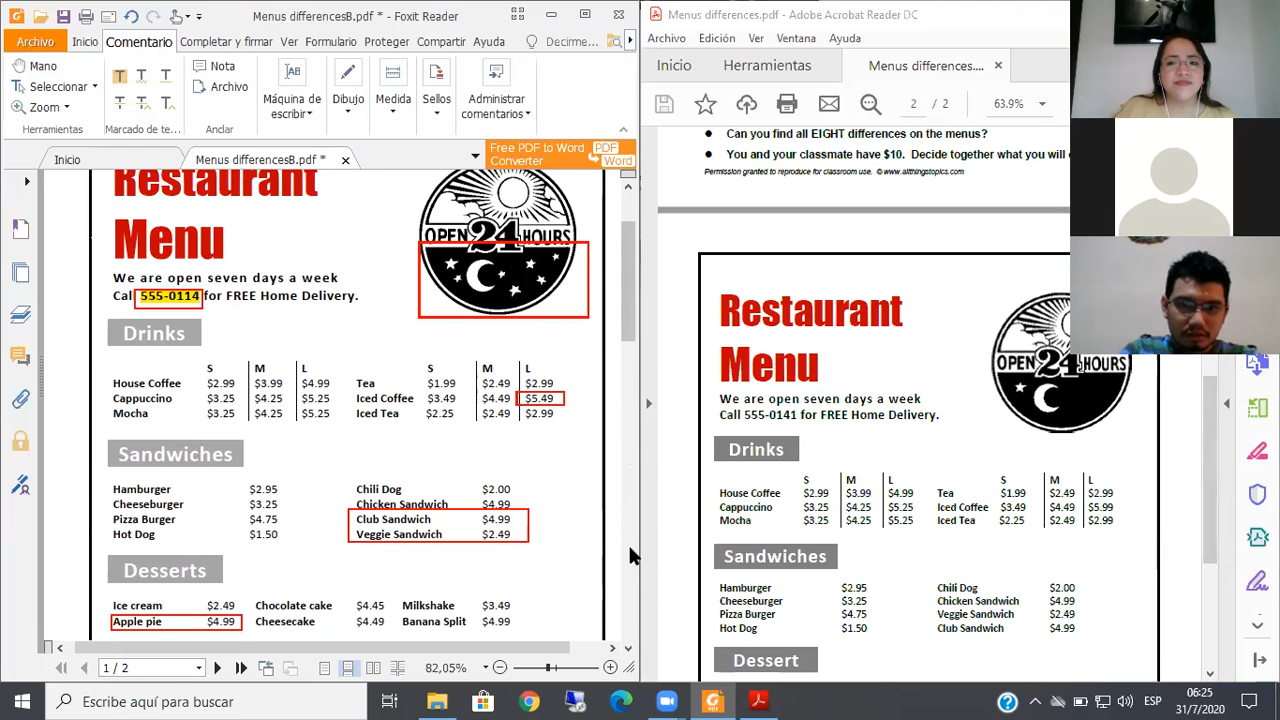 Menus differencesB.pdf * - Foxit Reader
Archivo Inicio Comentario Completar y firmar Ver Formulario Proteger Compartir Ayuda Decirme...
Mano
Seleccionar
Zoom
Herramientas
T T T
T T T
Marcado de te...
Nota
Archivo
Anclar
Máquina de escribir
Dibujo
Medida
Sellos
Administrar comentarios
Inicio
Menus differencesB.pdf *
Free PDF to Word Converter
PDF
Word
Restaurant
Menu
OPEN 24 HOURS
We are open seven days a week
Call 555-0114 for FREE Home Delivery.
Drinks
S M L S M L
House Coffee $2.99 $3.99 $4.99 Tea $1.99 $2.49 $2.99
Cappuccino $3.25 $4.25 $5.25 Iced Coffee $3.49 $4.49 $5.49
Mocha $3.25 $4.25 $5.25 Iced Tea $2.25 $2.49 $2.99
Sandwiches
Hamburger $2.95 Chili Dog $2.00
Cheeseburger $3.25 Chicken Sandwich $4.99
Pizza Burger $4.75 Club Sandwich $4.99
Hot Dog $1.50 Veggie Sandwich $2.49
Desserts
Ice cream $2.49 Chocolate cake $4.45 Milkshake $3.49
Apple pie $4.99 Cheesecake $4.49 Banana Split $4.99
1 / 2
82,05%
Menus differences.pdf - Adobe Acrobat Reader DC
Archivo Edición Ver Ventana Ayuda
Inicio Herramientas Menus differences....
2 / 2 63.9%
Can you find all EIGHT differences on the menus?
You and your classmate have $10. Decide together what you will
Permission granted to reproduce for classroom use. © www.allthingstopics.com
Restaurant
Menu
OPEN 24 HOURS
We are open seven days a week
Call 555-0141 for FREE Home Delivery.
Drinks
S M L S M L
House Coffee $2.99 $3.99 $4.99 Tea $1.99 $2.49 $2.99
Cappuccino $3.25 $4.25 $5.25 Iced Coffee $3.49 $4.49 $5.99
Mocha $3.25 $4.25 $5.25 Iced Tea $2.25 $2.49 $2.99
Sandwiches
Hamburger $2.95 Chili Dog $2.00
Cheeseburger $3.25 Chicken Sandwich $4.99
Pizza Burger $4.75 Veggie Sandwich $2.49
Hot Dog $1.50 Club Sandwich $4.99
Dessert
Escribe aquí para buscar
ESP
06:25
31/7/2020